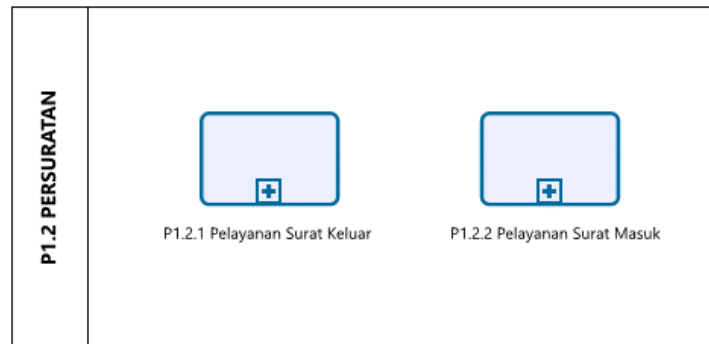 P1.2 PERSURATAN
P1.2.1 Pelayanan Surat Keluar
P1.2.2 Pelayanan Surat Masuk